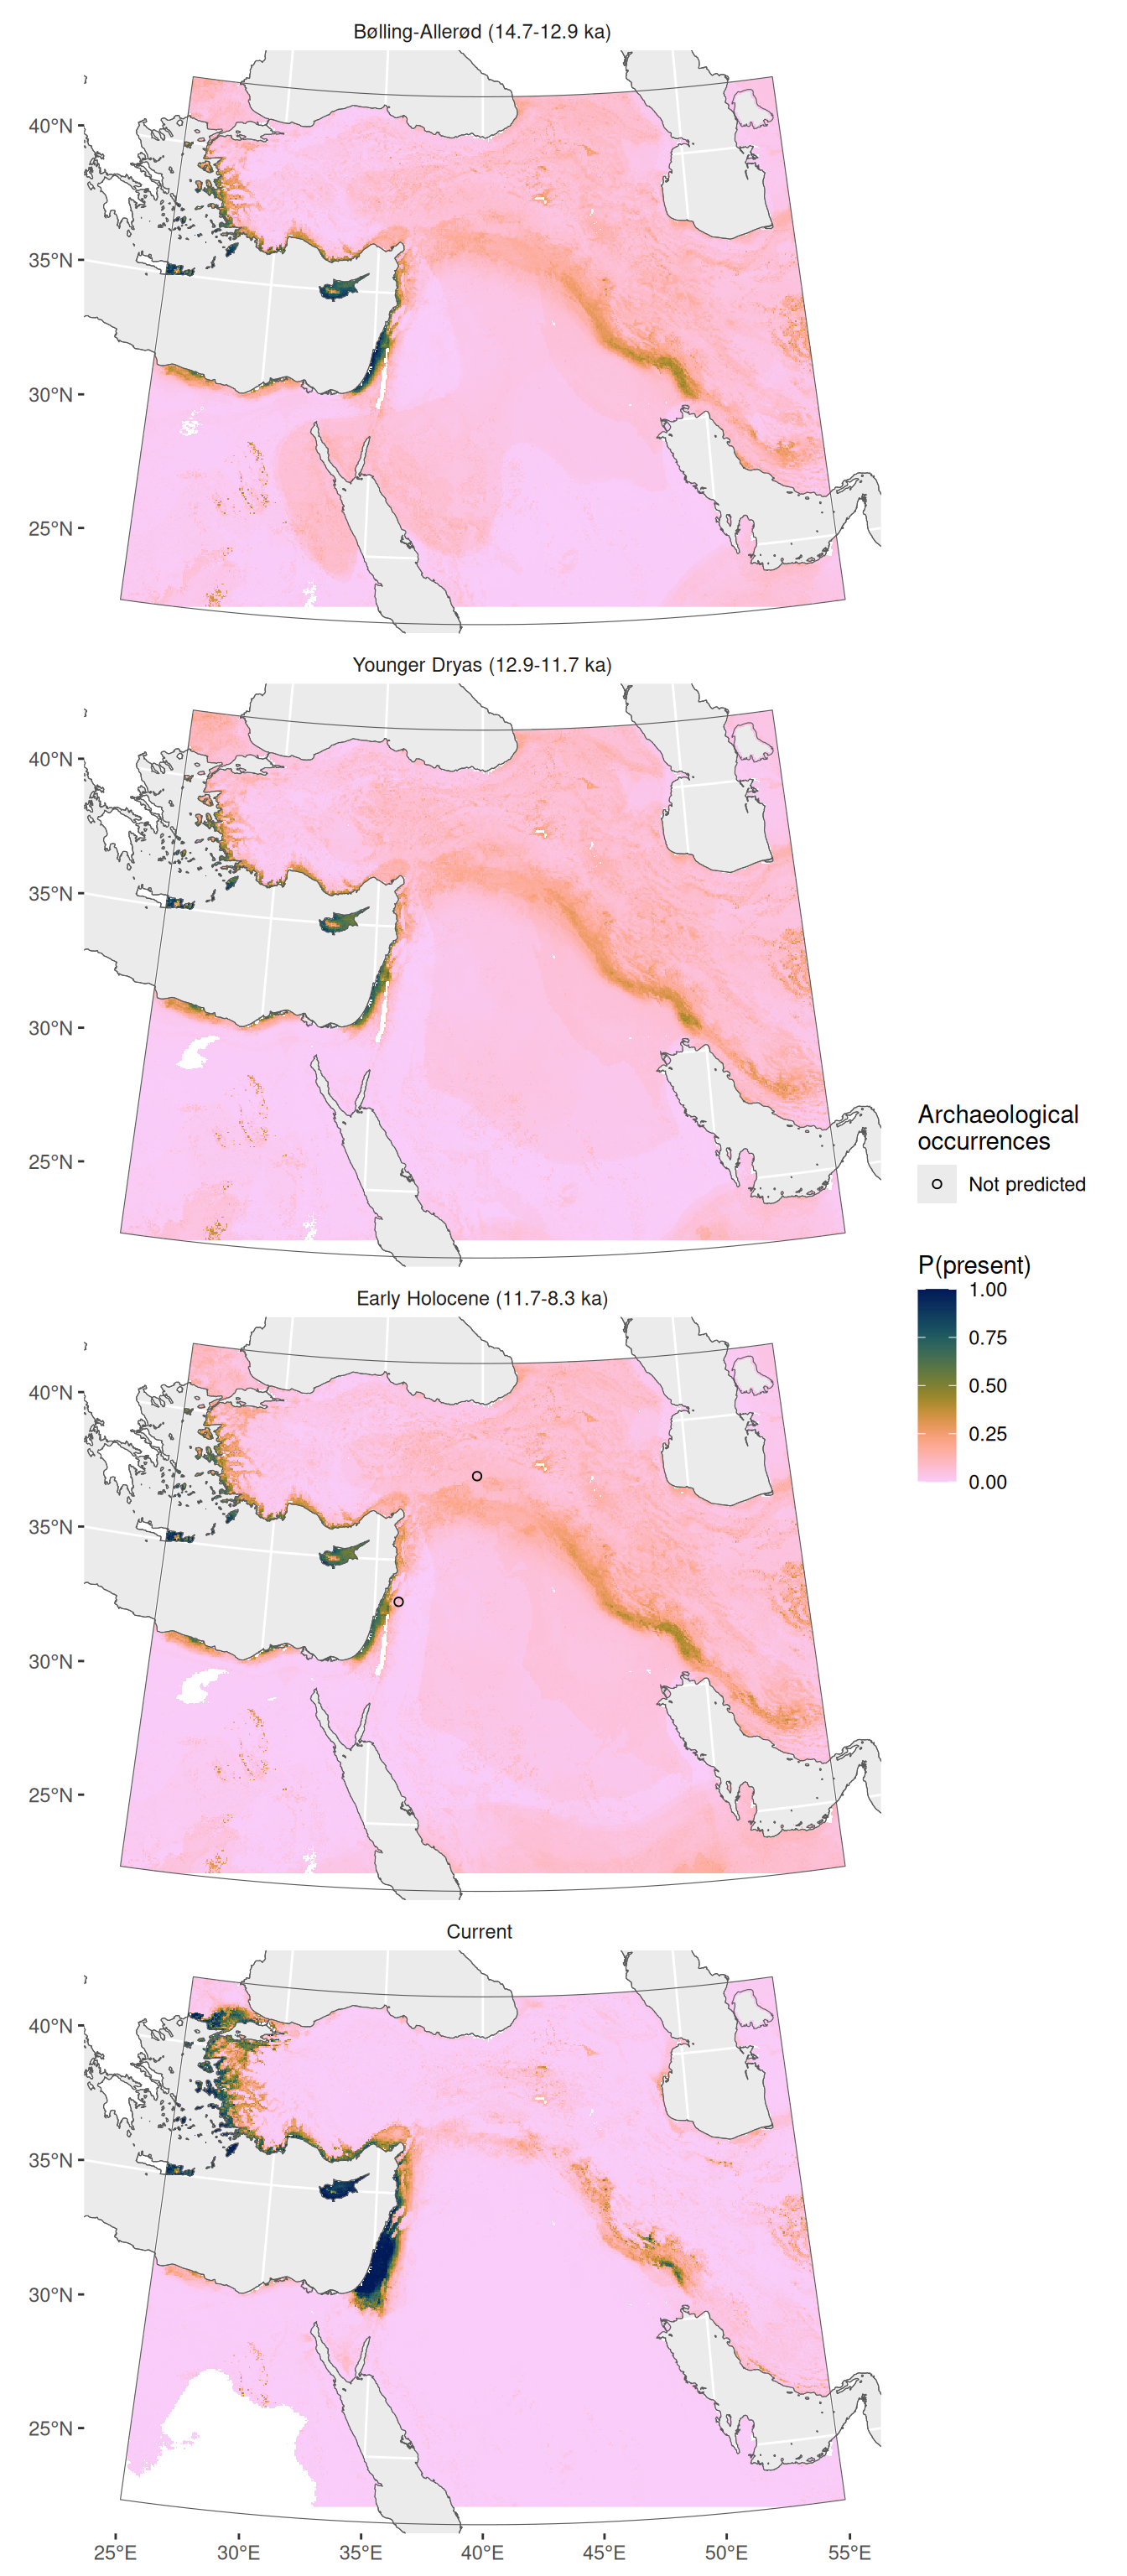 Bølling-Allerød (14.7-12.9 ka)
40°N
35°N
30°N
25°N
Younger Dryas (12.9-11.7 ka)
40°N
35°N
30°N
25°N
Archaeological
occurrences
Not predicted
P(present)
1.00
0.75
0.50
0.25
0.00
Early Holocene (11.7-8.3 ka)
40°N
35°N
30°N
25°N
Current
40°N
35°N
30°N
25°N
25°E 30°E 35°E 40°E 45°E 50°E 55°E